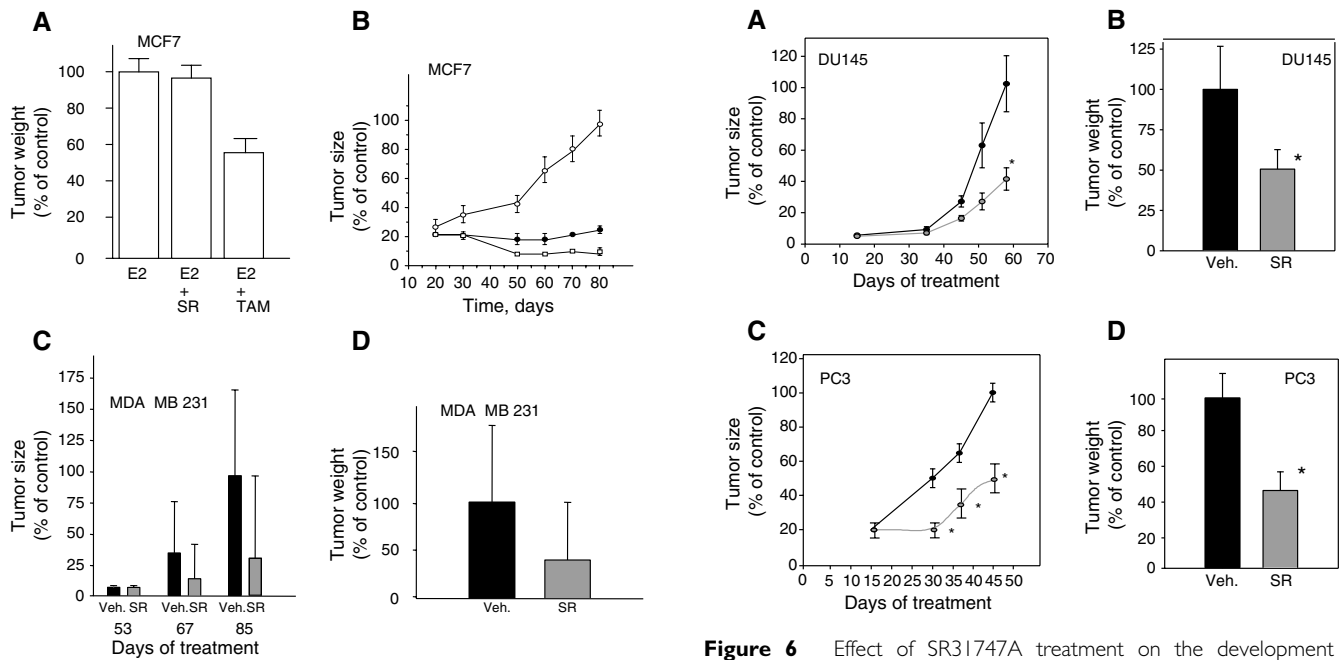 A
MCF7
Tumor weight
(% of control)
100
80
60
40
20
0
E2
E2
+
SR
E2
+
TAM
B
MCF7
Tumor size
(% of control)
100
80
60
40
20
0
10 20 30 40 50 60 70 80
Time, days
C
MDA MB 231
Tumor size
(% of control)
175
150
125
100
75
50
25
0
Veh. SR Veh.SR Veh.SR
53 67 85
Days of treatment
D
MDA MB 231
Tumor weight
(% of control)
150
100
50
0
Veh. SR
A
DU145
Tumor size
(% of control)
120
100
80
60
40
20
0
*
0 10 20 30 40 50 60 70
Days of treatment
B
DU145
Tumor weight
(% of control)
125
100
75
50
25
0
*
Veh. SR
C
PC3
Tumor size
(% of control)
120
100
80
60
40
20
0
* * *
0 5 1015 20 25 30 35 40 45 50
Days of treatment
D
PC3
Tumor weight
(% of control)
100
80
60
40
20
0
*
Veh. SR
Figure 6 Effect of SR31747A treatment on the development